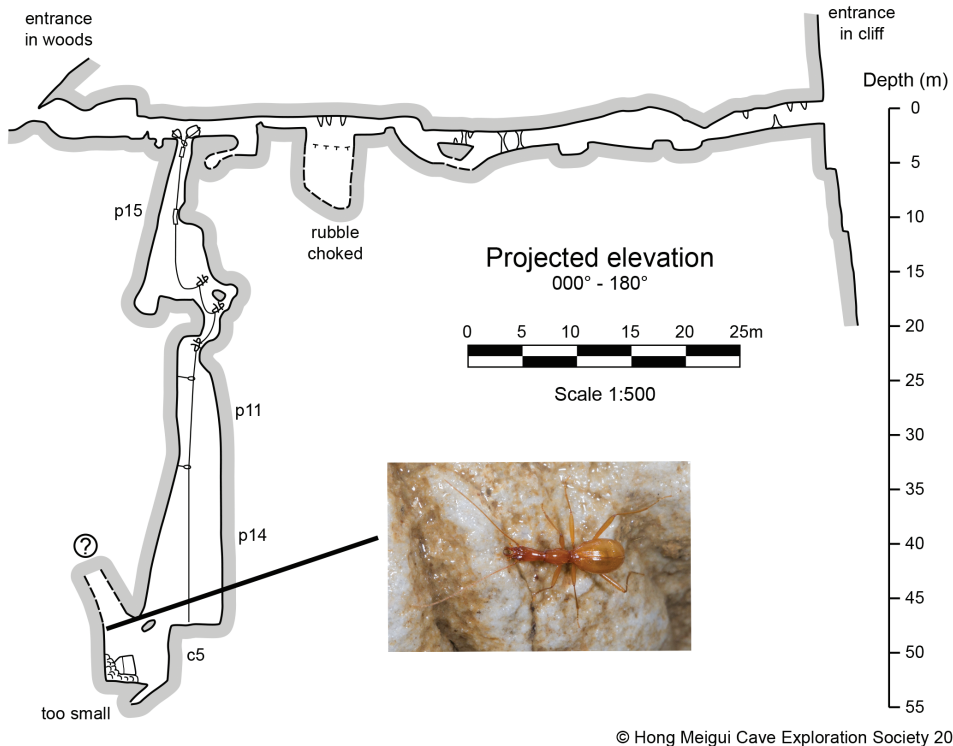 entrance
in woods
entrance
in cliff
Depth (m)
0
5
10
15
20
25
30
35
40
45
50
55
p15
rubble
choked
Projected elevation
000° - 180°
0 5 10 15 20 25m
Scale 1:500
p11
p14
?
c5
too small
© Hong Meigui Cave Exploration Society 20